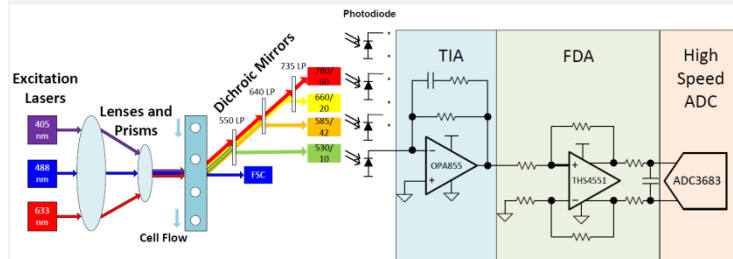 Photodiode
TIA
FDA
High
Speed
ADC
Excitation
Lasers
Lenses and
Prisms
Dichroic Mirrors
405
nm
488
nm
633
nm
550 LP
640 LP
735 LP
780/
60
660/
20
585/
42
530/
10
FSC
Cell Flow
OPA855
THS4551
ADC3683